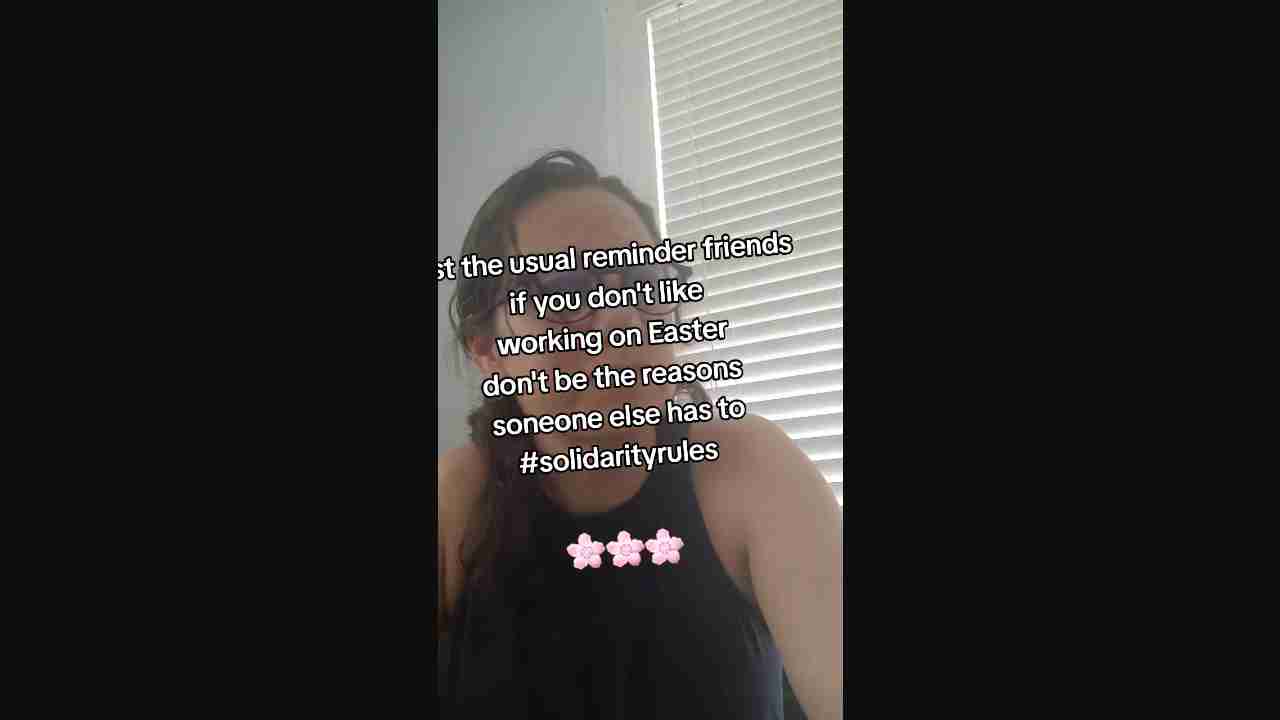 st the usual reminder friends
if you don't like
working on Easter
don't be the reasons
soneone else has to
#solidarityrules